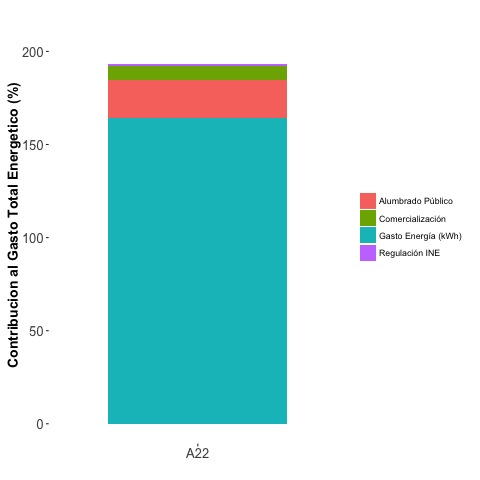 Contribucion al Gasto Total Energetico (%)
200
150
100
50
0
A22
Alumbrado Público
Comercialización
Gasto Energía (kWh)
Regulación INE